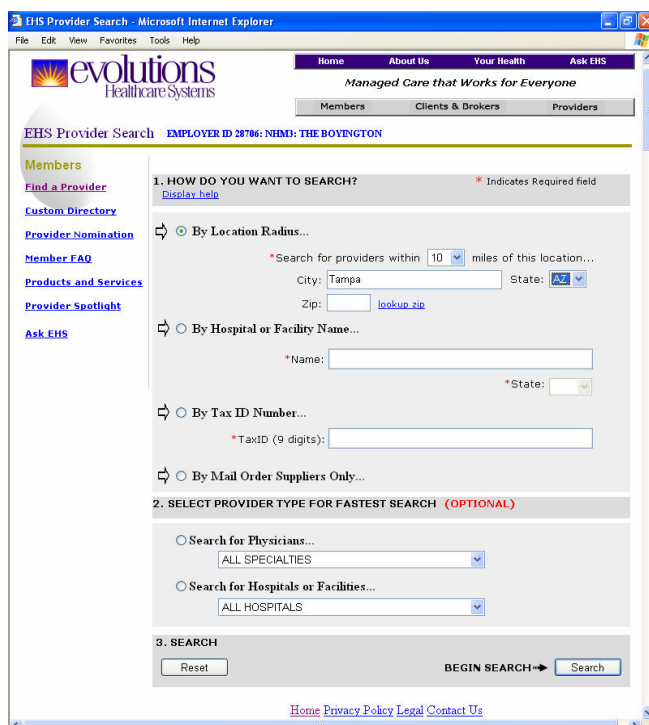 EHS Provider Search - Microsoft Internet Explorer
File Edit View Favorites Tools Help
evolutions
Healthcare Systems
Home About Us Your Health Ask EHS
Managed Care that Works for Everyone
Members Clients & Brokers Providers
EHS Provider Search EMPLOYER ID 28706: NHM3: THE BOYINGTON
Members
Find a Provider
Custom Directory
Provider Nomination
Member FAQ
Products and Services
Provider Spotlight
Ask EHS
1. HOW DO YOU WANT TO SEARCH? * Indicates Required field
Display help
By Location Radius...
*Search for providers within 10 miles of this location...
City: Tampa State: AZ
Zip: lookup zip
By Hospital or Facility Name...
*Name:
*State:
By Tax ID Number...
*TaxID (9 digits):
By Mail Order Suppliers Only...
2. SELECT PROVIDER TYPE FOR FASTEST SEARCH (OPTIONAL)
Search for Physicians...
ALL SPECIALTIES
Search for Hospitals or Facilities...
ALL HOSPITALS
3. SEARCH
Reset BEGIN SEARCH Search
Home Privacy Policy Legal Contact Us